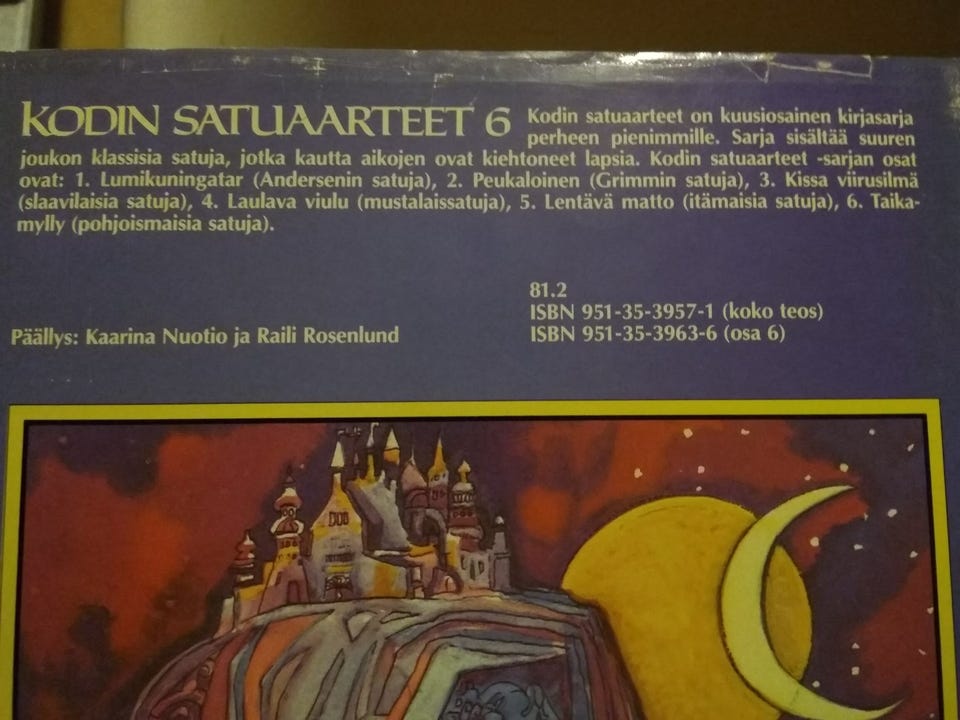 KODIN SATUAARTEET 6 Kodin satuaarteet on kuusiosainen kirjasarja
perheen pienimmille. Sarja sisältää suuren
joukon klassisia satuja, jotka kautta aikojen ovat kiehtoneet lapsia. Kodin satuaarteet -sarjan osat
ovat: 1. Lumikuningatar (Andersenin satuja), 2. Peukaloinen (Grimmin satuja), 3. Kissa viirusilmä
(slaavilaisia satuja), 4. Laulava viulu (mustalaissatuja), 5. Lentävä matto (itämaisia satuja), 6. Taika-
mylly (pohjoismaisia satuja).
81.2
ISBN 951-35-3957-1 (koko teos)
Päällys: Kaarina Nuotio ja Raili Rosenlund
ISBN 951-35-3963-6 (osa 6)